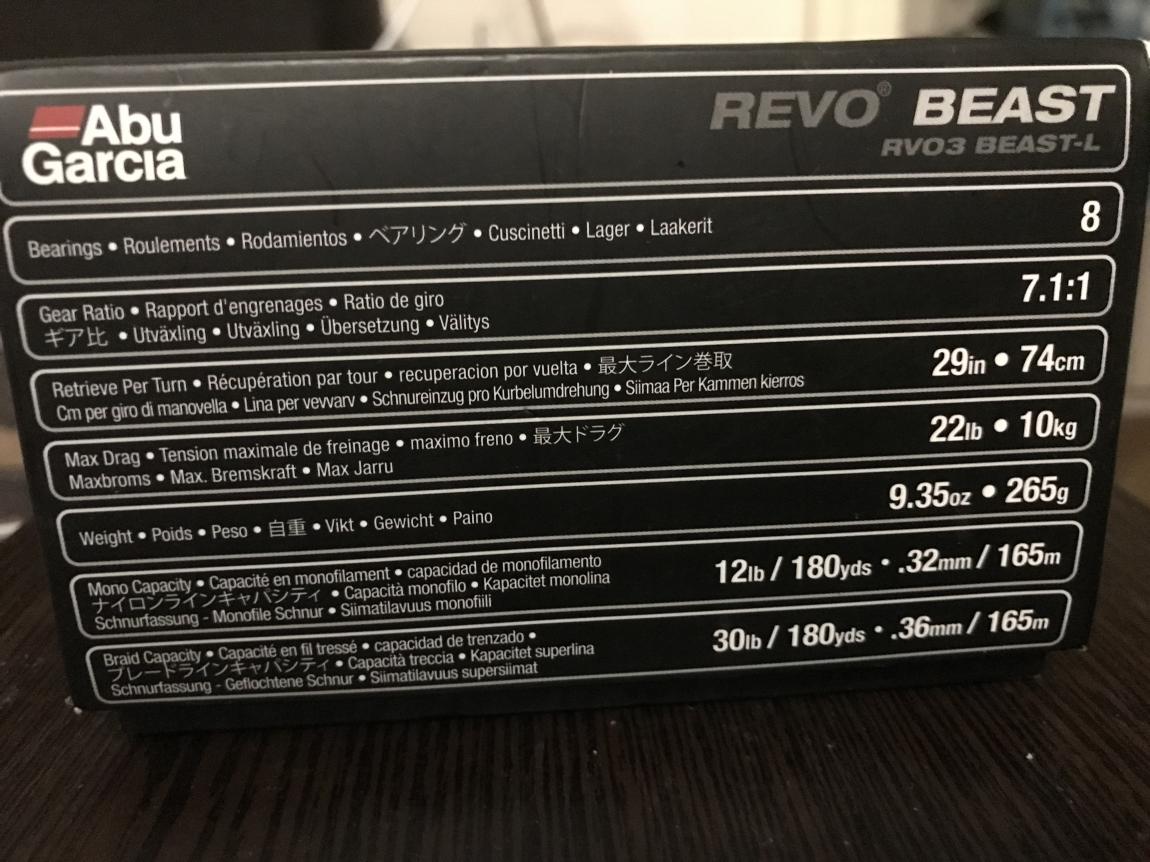 Abu
Garcia
REVO® BEAST
RVO3 BEAST-L
Bearings • Roulements • Rodamientos • ベアリング • Cuscinetti • Lager • Laakerit
8
Gear Ratio • Rapport d'engrenages • Ratio de giro
ギア比 • Utväxling • Utväxling • Übersetzung • Välitys
7.1:1
Retrieve Per Turn • Récupération par tour • recuperacion por vuelta • 最大ライン巻取
Cm per giro di manovella • Lina per vevvarv • Schnureinzug pro Kurbelumdrehung • Siimaa Per Kammen kierros
29in • 74cm
Max Drag • Tension maximale de freinage • maximo freno • 最大ドラグ
Maxbroms • Max. Bremskraft • Max Jarru
22lb • 10kg
Weight • Poids • Peso • 自重 • Vikt • Gewicht • Paino
9.35oz • 265g
Mono Capacity • Capacité en monofilament • capacidad de monofilamento
ナイロンラインキャパシティ • Capacità monofilo • Kapacitet monolina
Schnurfassung - Monofile Schnur • Siimatilavuus monofiili
12lb / 180yds • .32mm / 165m
Braid Capacity • Capacité en fil tressé • capacidad de trenzado •
ブレードラインキャパシティ • Capacità treccia • Kapacitet superlina
Schnurfassung - Geflochtene Schnur • Siimatilavuus supersiimat
30lb / 180yds • .36mm / 165m